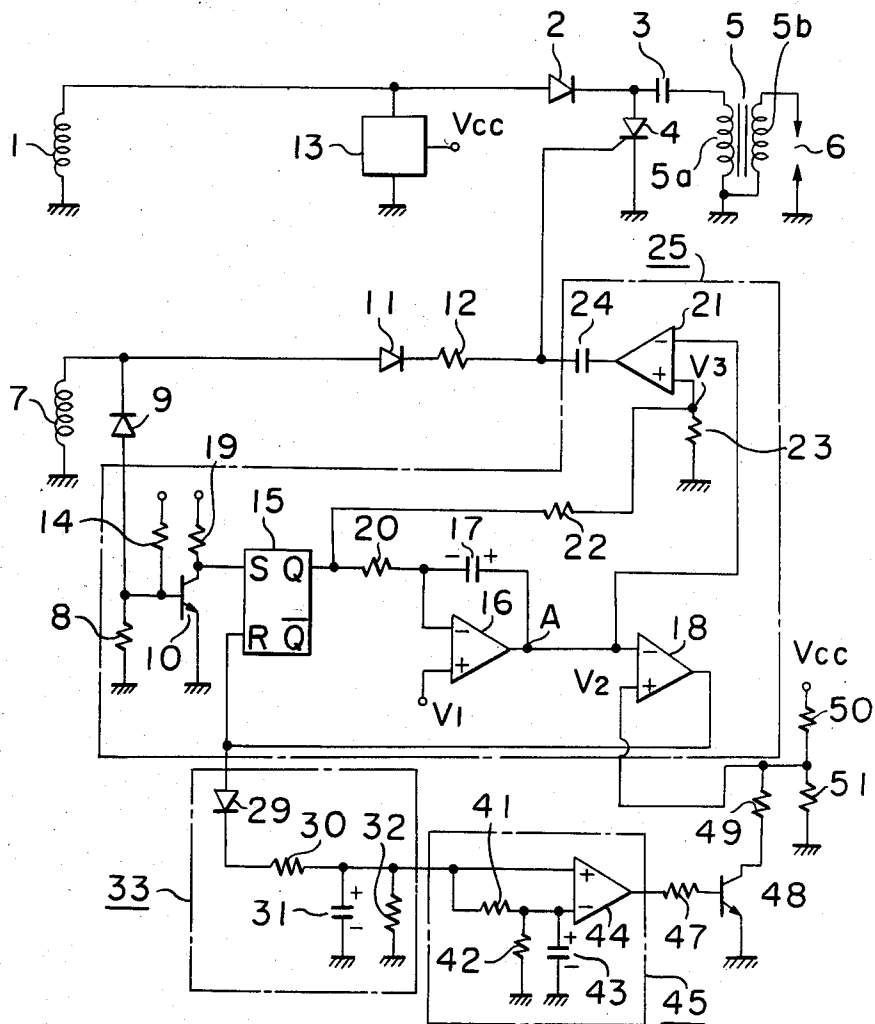 2 3 5 5b
1 13 Vcc 4 5a 6
25
11 12 24 21
- V3
+
7 9 19 23
14 15 20 17 22
S Q - +
8 10 R Q̅ - 16 A - 18
+ V2 + Vcc
V1 50
29 41 51
30 32 49
33 + 48
31 + - 44 47
- 42 + 43
- 45